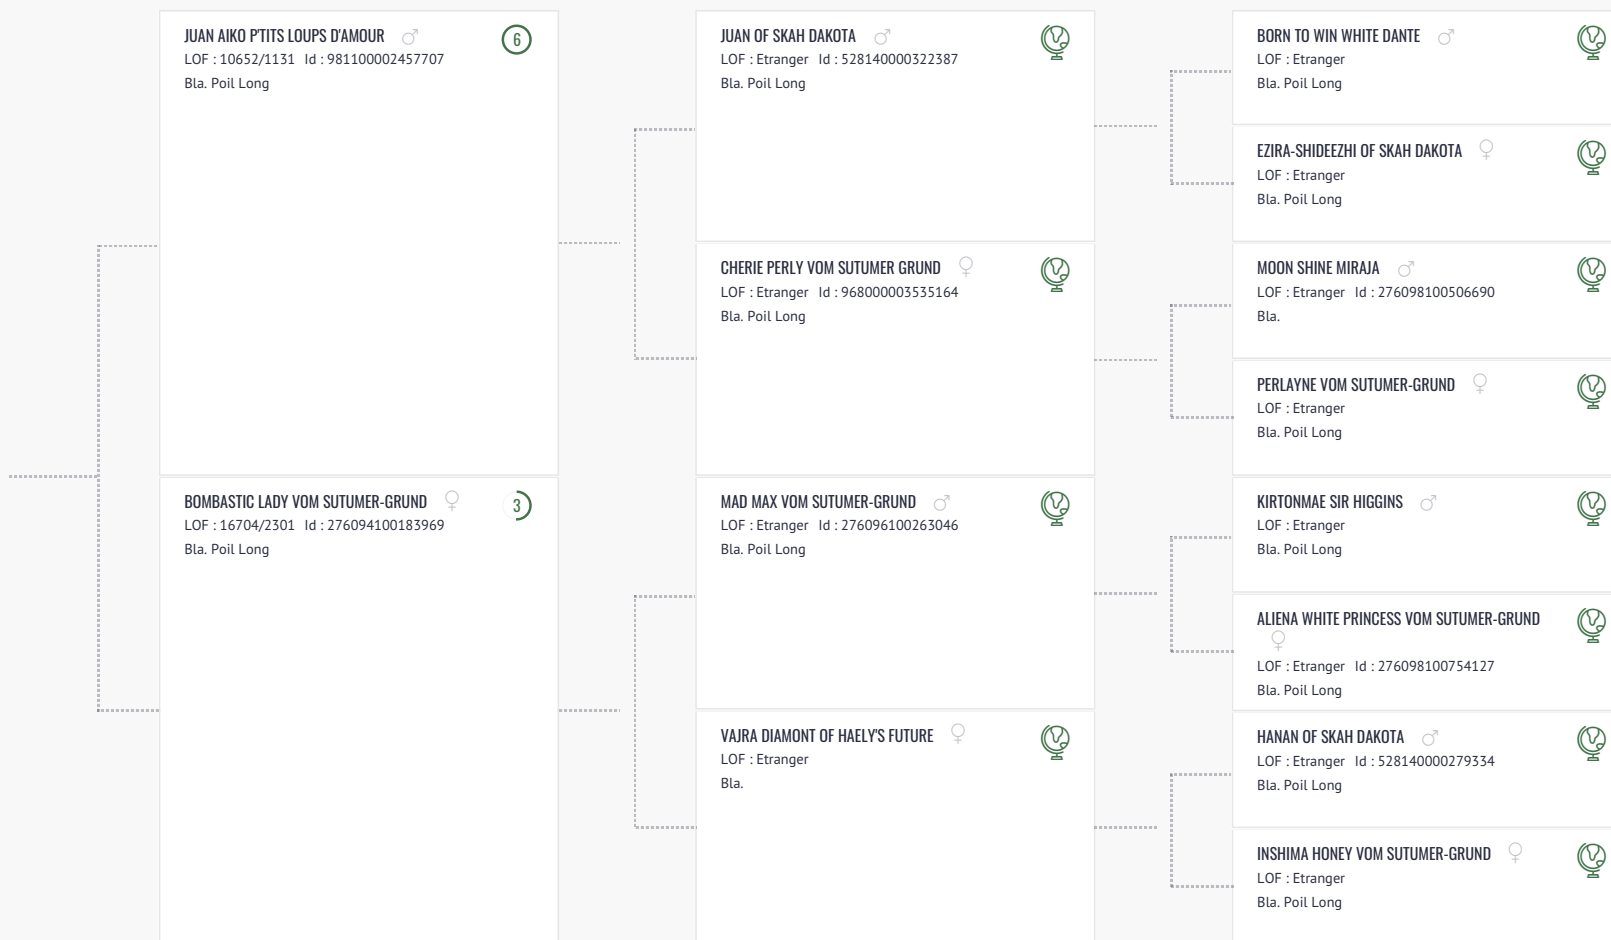 JUAN AIKO P'TITS LOUPS D'AMOUR
6
LOF : 10652/1131 Id : 981100002457707
Bla. Poil Long
BOMBASTIC LADY VOM SUTUMER-GRUND
3
LOF : 16704/2301 Id : 276094100183969
Bla. Poil Long
JUAN OF SKAH DAKOTA
LOF : Etranger Id : 528140000322387
Bla. Poil Long
CHERIE PERLY VOM SUTUMER GRUND
LOF : Etranger Id : 968000003535164
Bla. Poil Long
MAD MAX VOM SUTUMER-GRUND
LOF : Etranger Id : 276096100263046
Bla. Poil Long
VAJRA DIAMONT OF HAELY'S FUTURE
LOF : Etranger
Bla.
BORN TO WIN WHITE DANTE
LOF : Etranger
Bla. Poil Long
EZIRA-SHIDEEZHI OF SKAH DAKOTA
LOF : Etranger
Bla. Poil Long
MOON SHINE MIRAJA
LOF : Etranger Id : 276098100506690
Bla.
PERLAYNE VOM SUTUMER-GRUND
LOF : Etranger
Bla. Poil Long
KIRTONMAE SIR HIGGINS
LOF : Etranger
Bla. Poil Long
ALIENA WHITE PRINCESS VOM SUTUMER-GRUND
LOF : Etranger Id : 276098100754127
Bla. Poil Long
HANAN OF SKAH DAKOTA
LOF : Etranger Id : 528140000279334
Bla. Poil Long
INSHIMA HONEY VOM SUTUMER-GRUND
LOF : Etranger
Bla. Poil Long